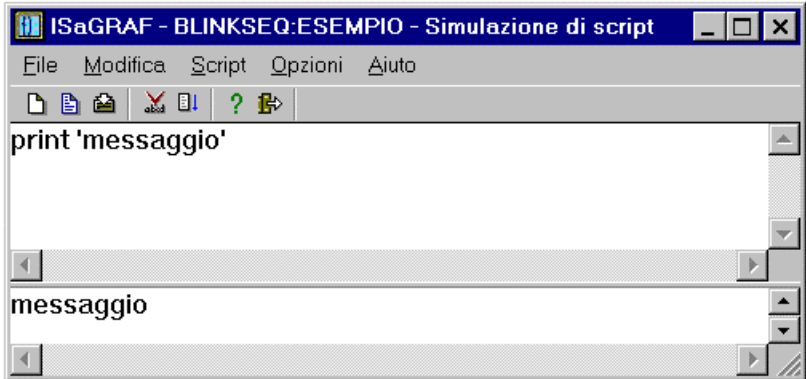 ISaGRAF - BLINKSEQ:ESEMPIO - Simulazione di script
File Modifica Script Opzioni Aiuto
print 'messaggio'
messaggio